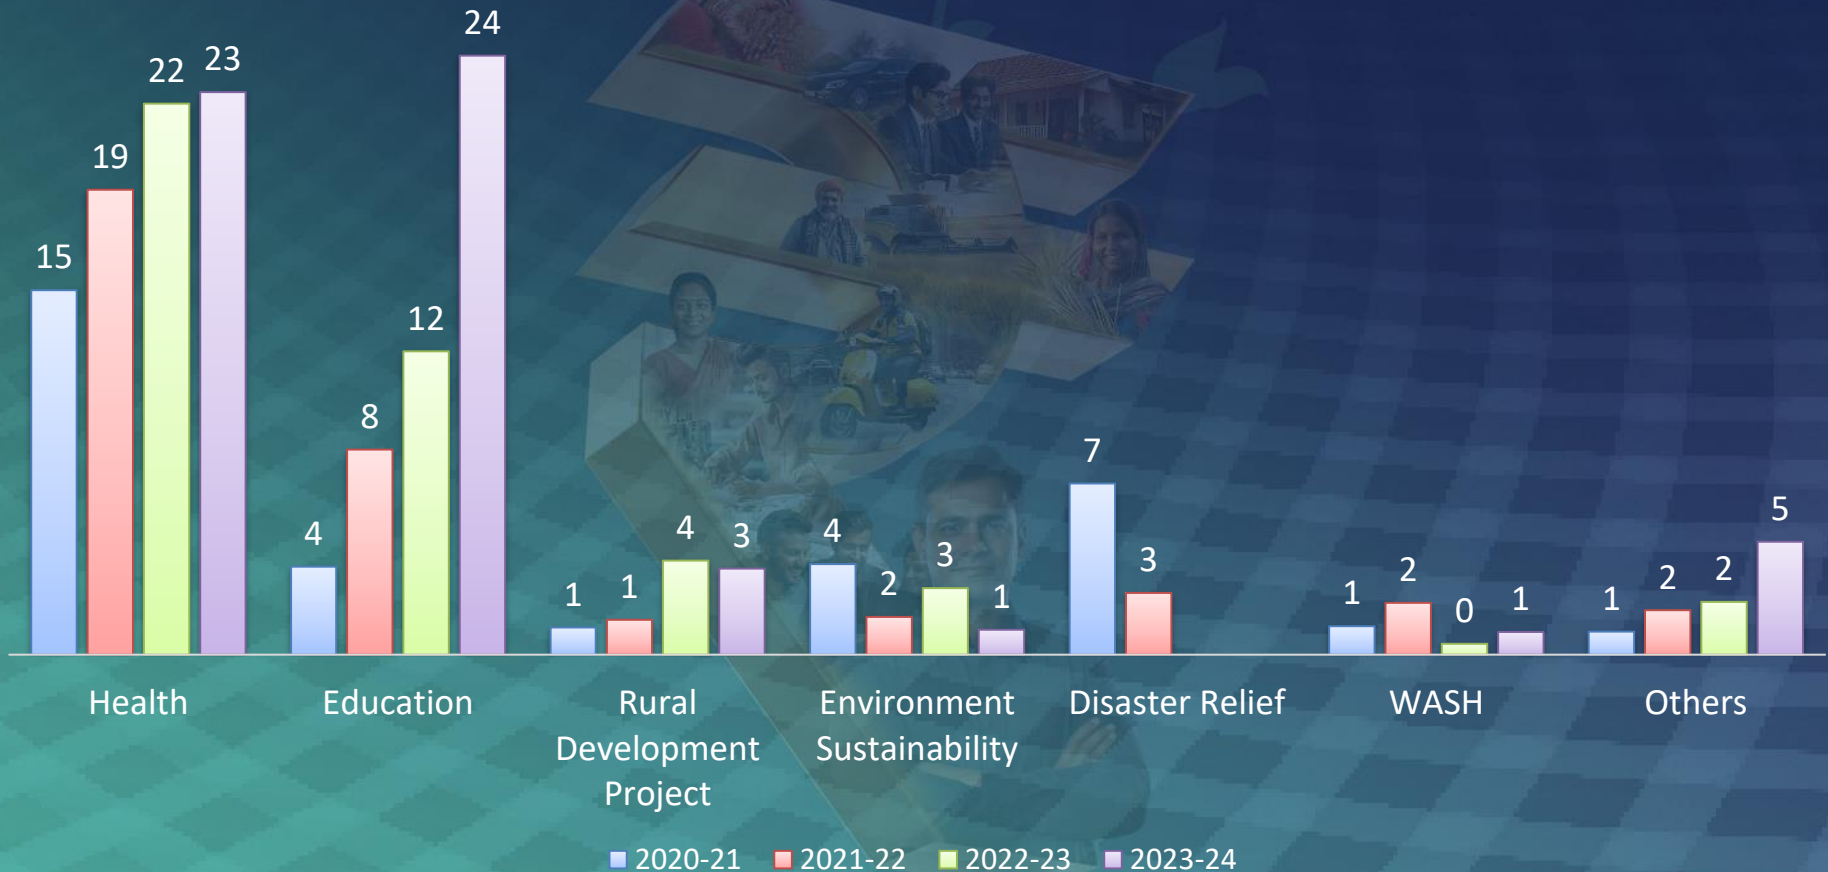 15
19
22
23
4
8
12
24
1
1
4
3
4
2
3
1
7
3
1
2
0
1
1
2
2
5
Health
Education
Rural
Development
Project
Environment
Sustainability
Disaster Relief
WASH
Others
2020-21 2021-22 2022-23 2023-24